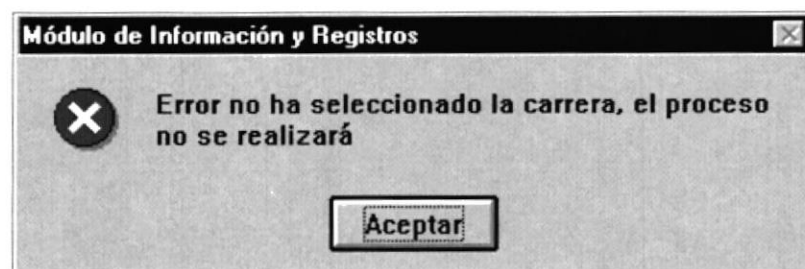 Módulo de Información y Registros
Error no ha seleccionado la carrera, el proceso
no se realizará
Aceptar